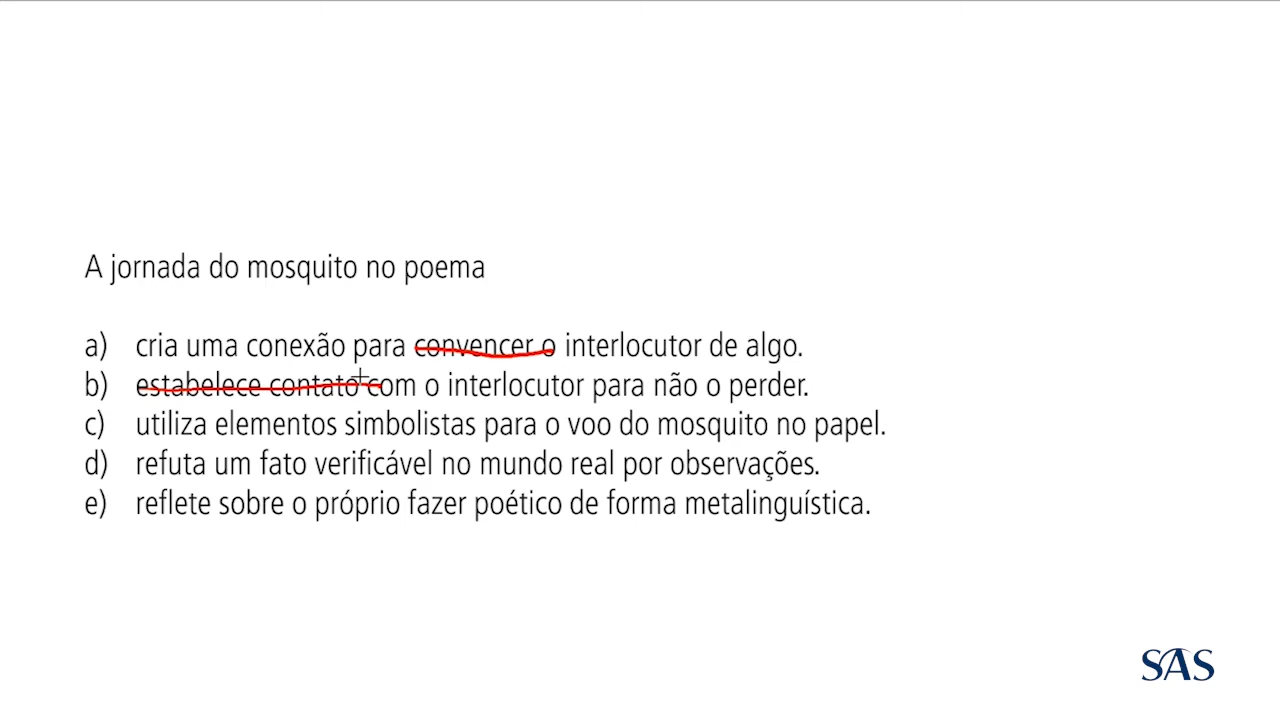 A jornada do mosquito no poema
a) cria uma conexão para convencer o interlocutor de algo.
b) estabelece contato com o interlocutor para não o perder.
c) utiliza elementos simbolistas para o voo do mosquito no papel.
d) refuta um fato verificável no mundo real por observações.
e) reflete sobre o próprio fazer poético de forma metalinguística.
SAS